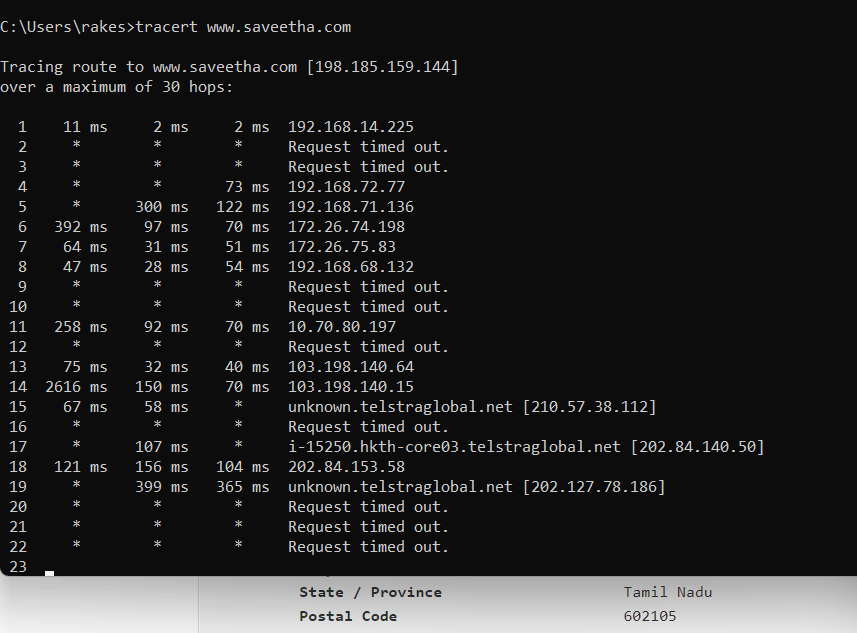 C:\Users\rakes>tracert www.saveetha.com
Tracing route to www.saveetha.com [198.185.159.144]
over a maximum of 30 hops:
1 11 ms 2 ms 2 ms 192.168.14.225
2 * * * Request timed out.
3 * * * Request timed out.
4 * * 73 ms 192.168.72.77
5 * 300 ms 122 ms 192.168.71.136
6 392 ms 97 ms 70 ms 172.26.74.198
7 64 ms 31 ms 51 ms 172.26.75.83
8 47 ms 28 ms 54 ms 192.168.68.132
9 * * * Request timed out.
10 * * * Request timed out.
11 258 ms 92 ms 70 ms 10.70.80.197
12 * * * Request timed out.
13 75 ms 32 ms 40 ms 103.198.140.64
14 2616 ms 150 ms 70 ms 103.198.140.15
15 67 ms 58 ms * unknown.telstraglobal.net [210.57.38.112]
16 * * * Request timed out.
17 * 107 ms * i-15250.hkth-core03.telstraglobal.net [202.84.140.50]
18 121 ms 156 ms 104 ms 202.84.153.58
19 * 399 ms 365 ms unknown.telstraglobal.net [202.127.78.186]
20 * * * Request timed out.
21 * * * Request timed out.
22 * * * Request timed out.
23
State / Province Tamil Nadu
Postal Code 602105